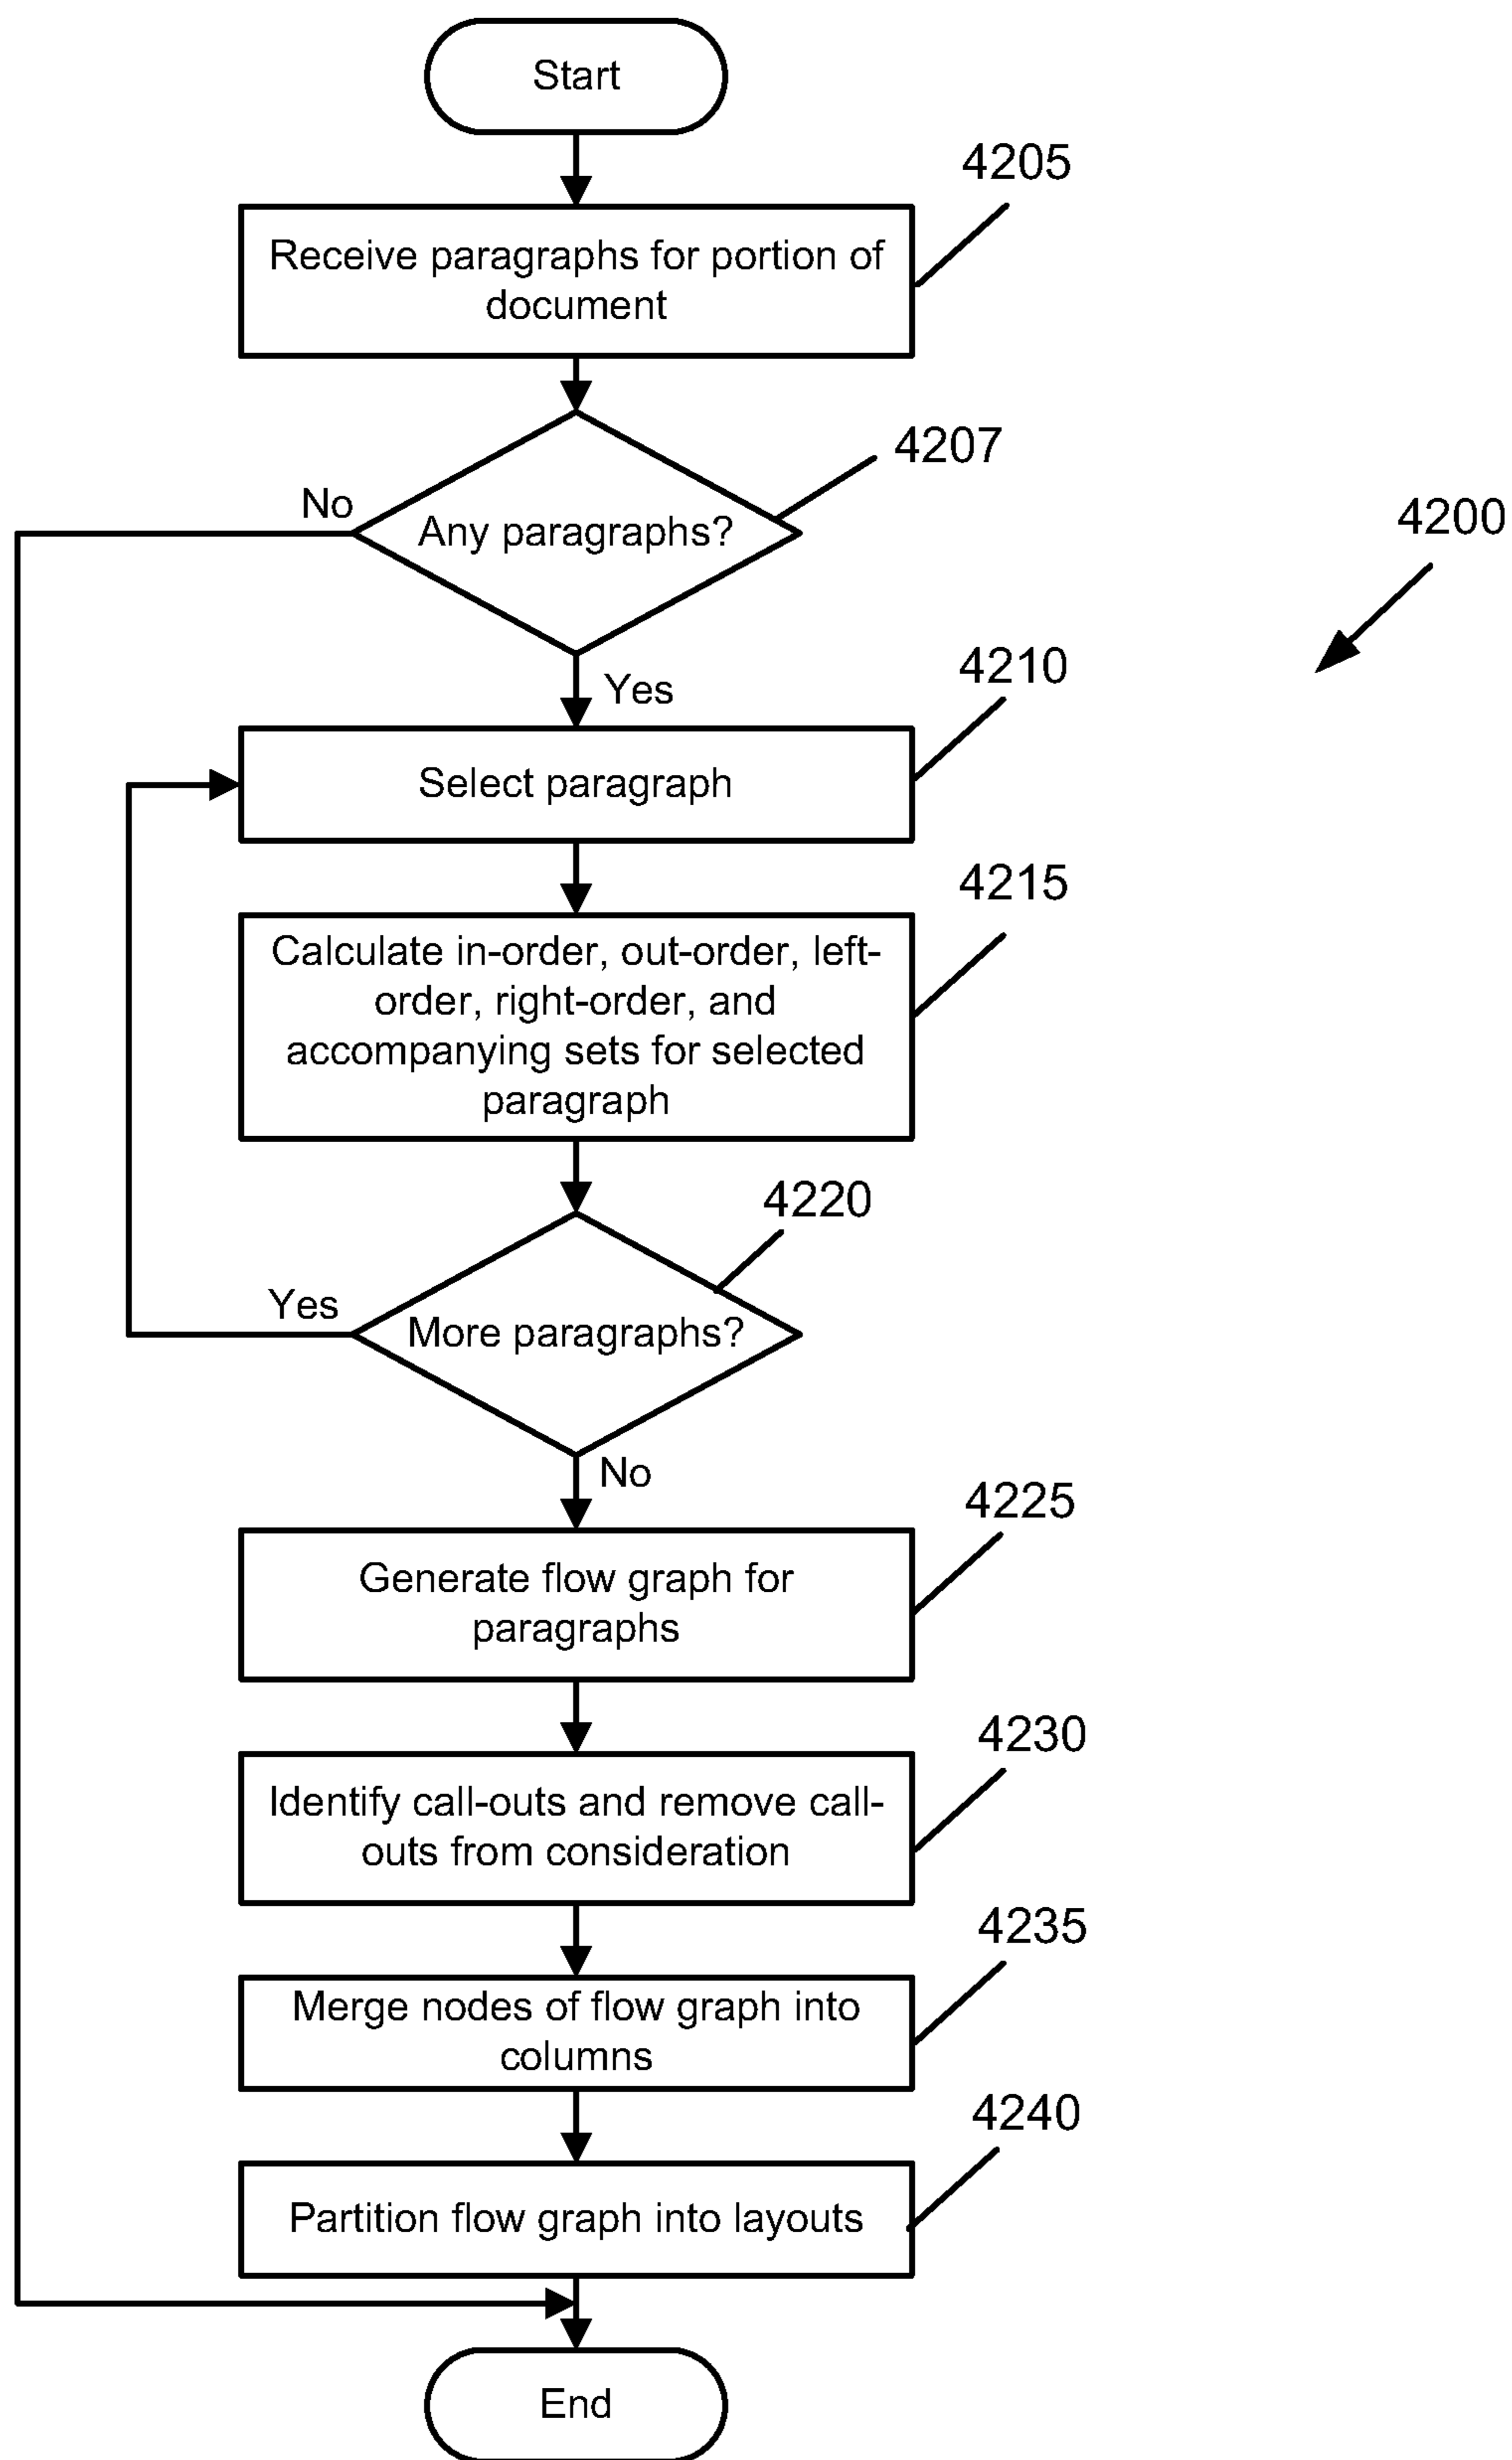 Start
4205
Receive paragraphs for portion of
document
4207
No
Any paragraphs?
4200
Yes
4210
Select paragraph
4215
Calculate in-order, out-order, left-
order, right-order, and
accompanying sets for selected
paragraph
4220
Yes
More paragraphs?
No
4225
Generate flow graph for
paragraphs
4230
Identify call-outs and remove call-
outs from consideration
4235
Merge nodes of flow graph into
columns
4240
Partition flow graph into layouts
End